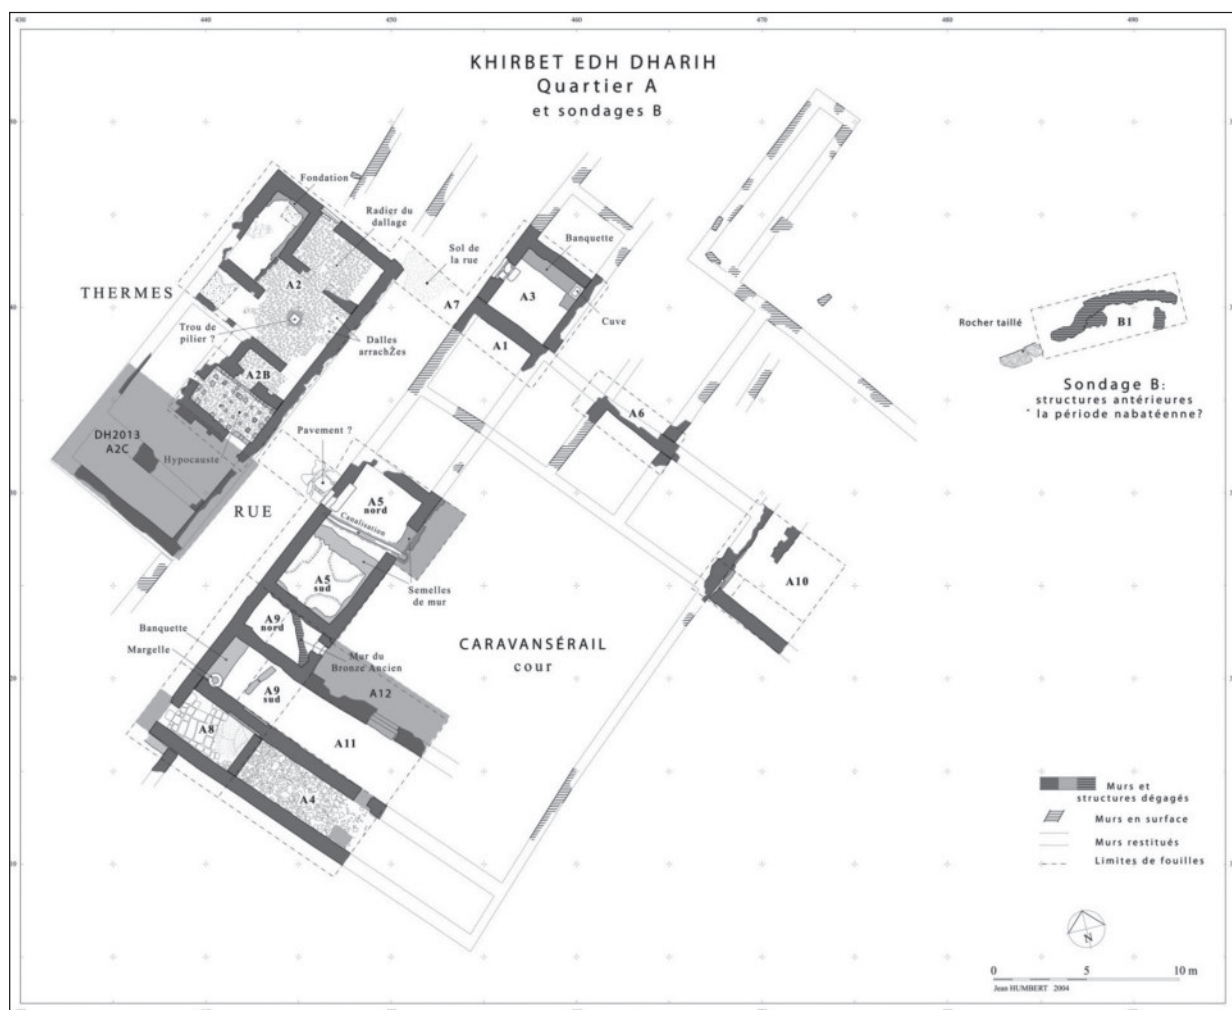 430 440 450 460 470 480 490
KHIRBET EDH DHARIH
Quartier A
et sondages B
Fondation
Radier du
dallage
Banquette
Sol de
la rue
A2
A3
THERMES
A7
Cuve
Trou de
pilier ?
A1
Dalles
arrachŽes
Rocher taillé
B1
A2B
Sondage B:
structures antérieures
" la période nabatéenne?
A6
Pavement ?
DH2013
A2C
Hypocauste
RUE
A5
nord
Canalisation
A5
sud
Semelles
de mur
A10
A9
nord
Banquette
Margelle
Mur du
Bronze Ancien
CARAVANSÉRAIL
cour
A9
sud
A12
A8
A11
A4
Murs et
structures dégagés
Murs en surface
Murs restitués
Limites de fouilles
N
0 5 10 m
Jean HUMBERT 2004